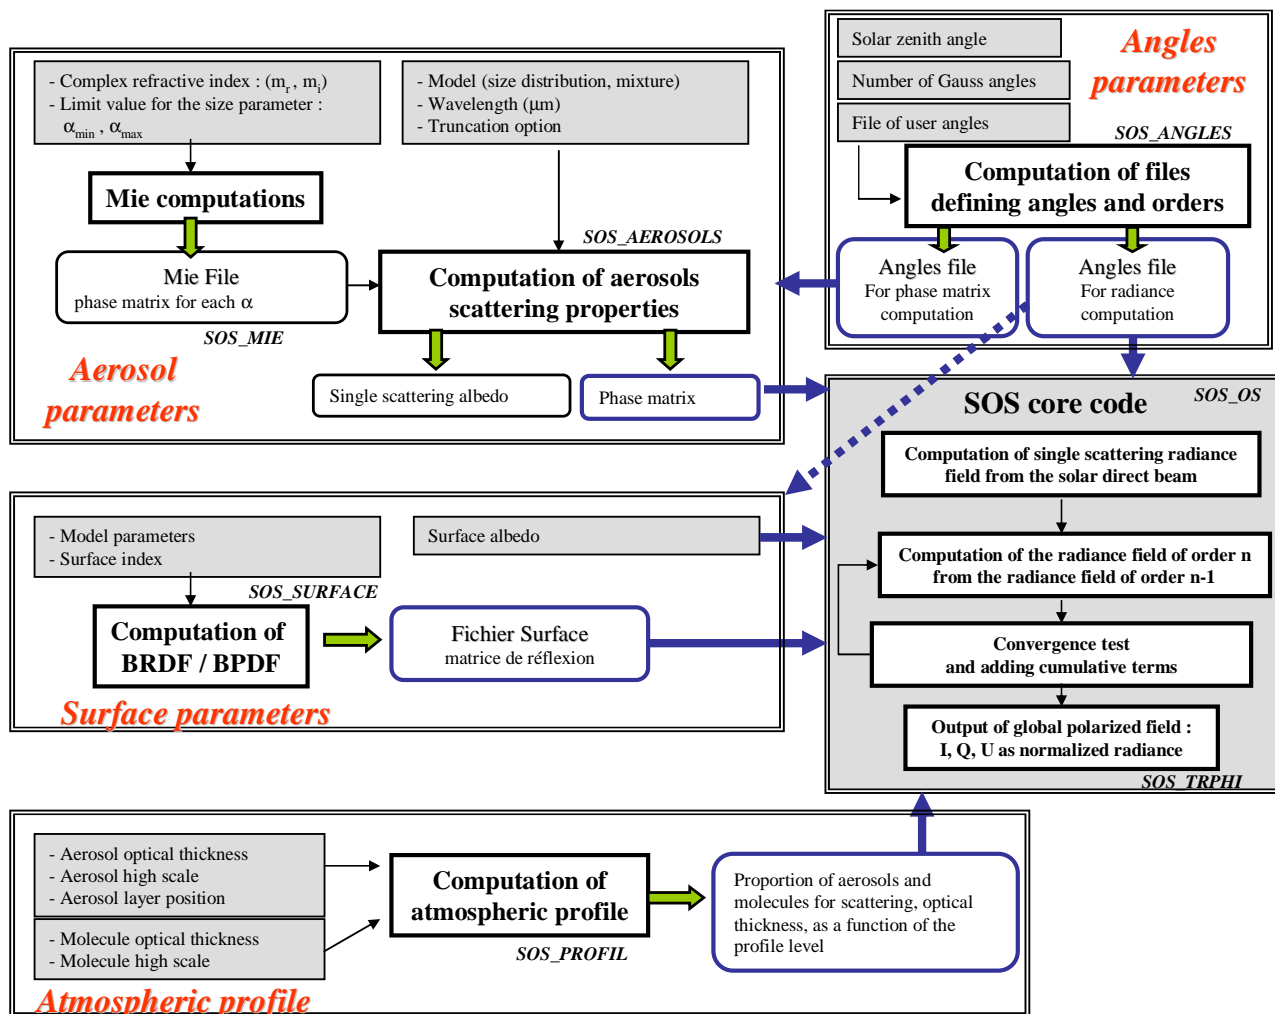 - Complex refractive index : (mr , mi)
- Limit value for the size parameter :
αmin , αmax
- Model (size distribution, mixture)
- Wavelength (μm)
- Truncation option
Mie computations
SOS_AEROSOLS
Mie File
phase matrix for each α
SOS_MIE
Computation of aerosols
scattering properties
Aerosol
parameters
Single scattering albedo
Phase matrix
Solar zenith angle
Number of Gauss angles
File of user angles
Angles
parameters
SOS_ANGLES
Computation of files
defining angles and orders
Angles file
For phase matrix
computation
Angles file
For radiance
computation
SOS core code
SOS_OS
Computation of single scattering radiance
field from the solar direct beam
Computation of the radiance field of order n
from the radiance field of order n-1
Convergence test
and adding cumulative terms
Output of global polarized field :
I, Q, U as normalized radiance
SOS_TRPHI
- Model parameters
- Surface index
Surface albedo
SOS_SURFACE
Computation of
BRDF / BPDF
Fichier Surface
matrice de réflexion
Surface parameters
- Aerosol optical thickness
- Aerosol high scale
- Aerosol layer position
- Molecule optical thickness
- Molecule high scale
Computation of
atmospheric profile
SOS_PROFIL
Proportion of aerosols and
molecules for scattering, optical
thickness, as a function of the
profile level
Atmospheric profile